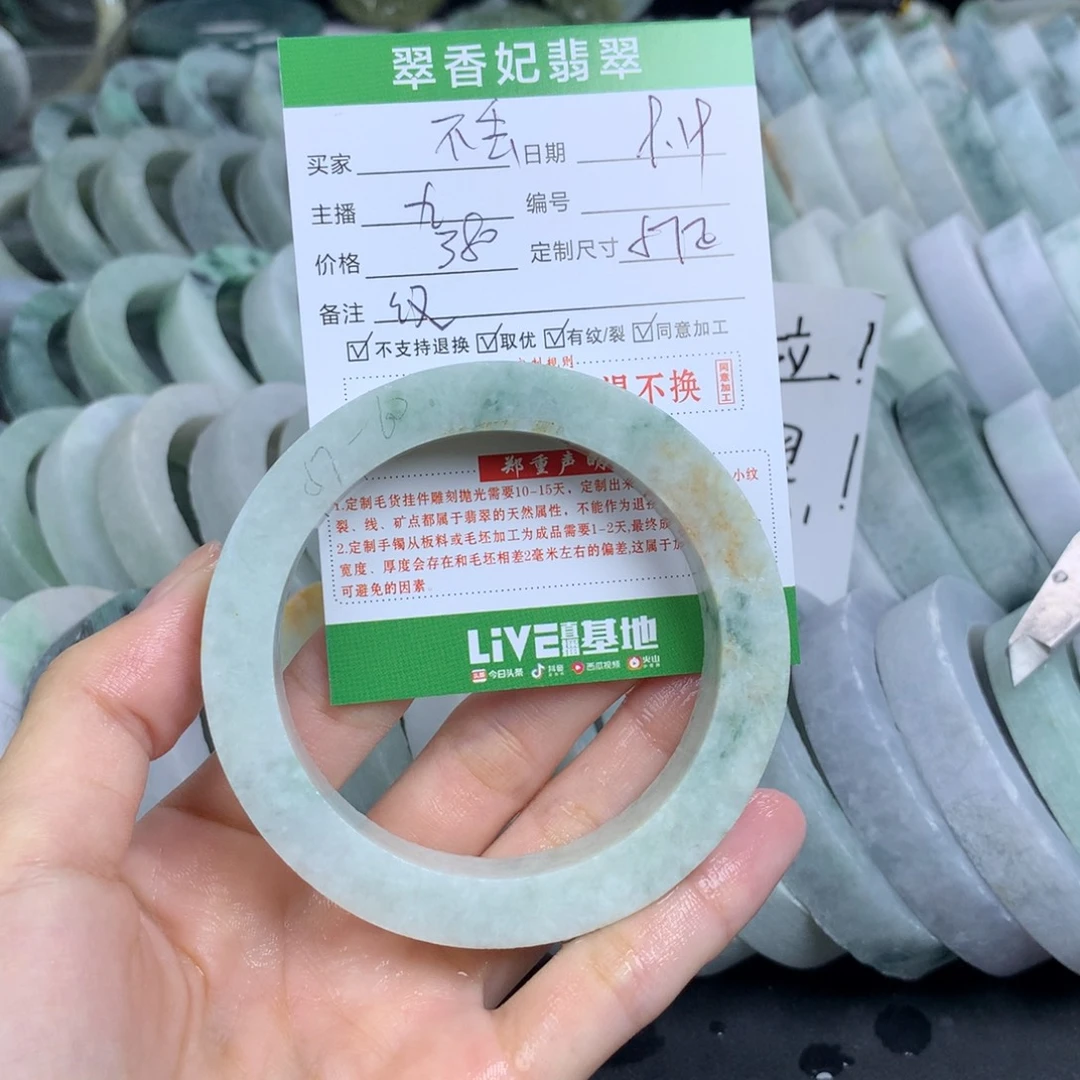 翠香妃翡翠
买家 不丢 日期 1.14
主播 九 编号
价格 380 定制尺寸
备注 纹
☑不支持退换 ☑取优 ☑有纹/裂 ☑同意加工
退不换 同意加工
郑重声明
小纹
1.定制毛货挂件雕刻抛光需要10-15天，定制出来
裂、线、矿点都属于翡翠的天然属性，不能作为退
2.定制手镯从板料或毛坯加工为成品需要1-2天,最终成
宽度、厚度会存在和毛坯相差2毫米左右的偏差,这属于加
可避免的因素。
LiVE直播基地
头条 今日头条 抖音 西瓜视频 火山
57-60